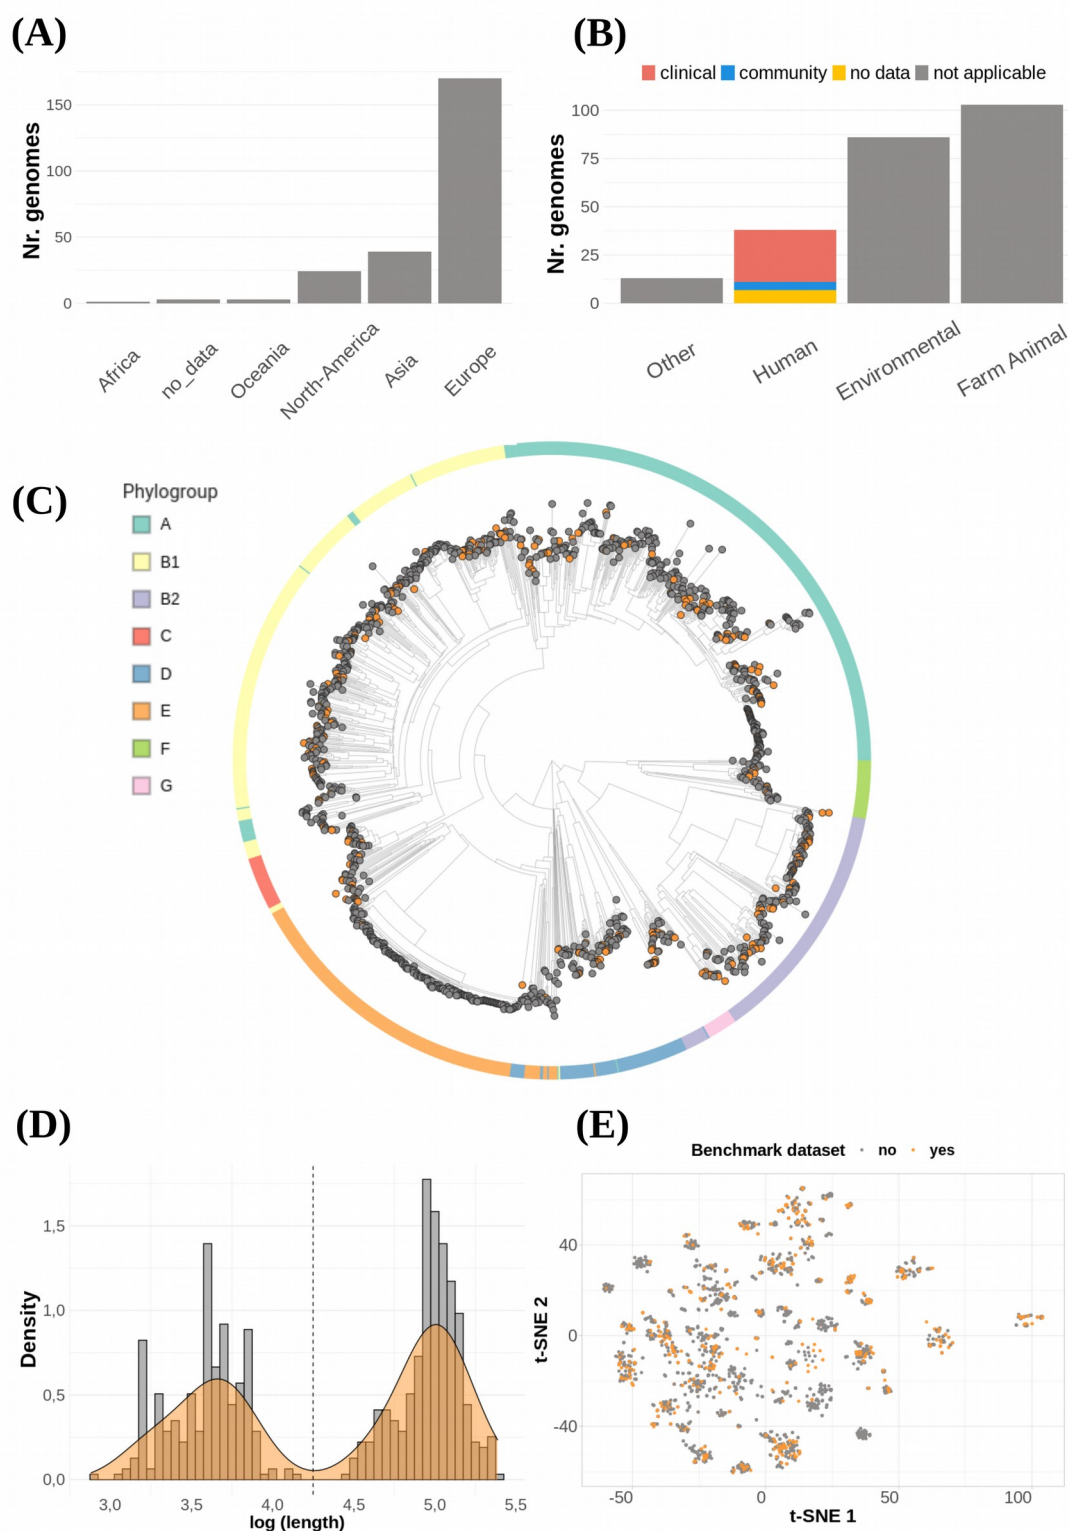 (A)
Nr. genomes
150
100
50
0
Africa
no_data
Oceania
North-America
Asia
Europe
(B)
clinical community no data not applicable
Nr. genomes
100
75
50
25
0
Other
Human
Environmental
Farm Animal
(C)
Phylogroup
A
B1
B2
C
D
E
F
G
(D)
Density
1,5
1,0
0,5
0,0
3,0 3,5 4,0 4,5 5,0 5,5
log (length)
(E)
Benchmark dataset no yes
t-SNE 2
40
0
-40
-50 0 50 100
t-SNE 1